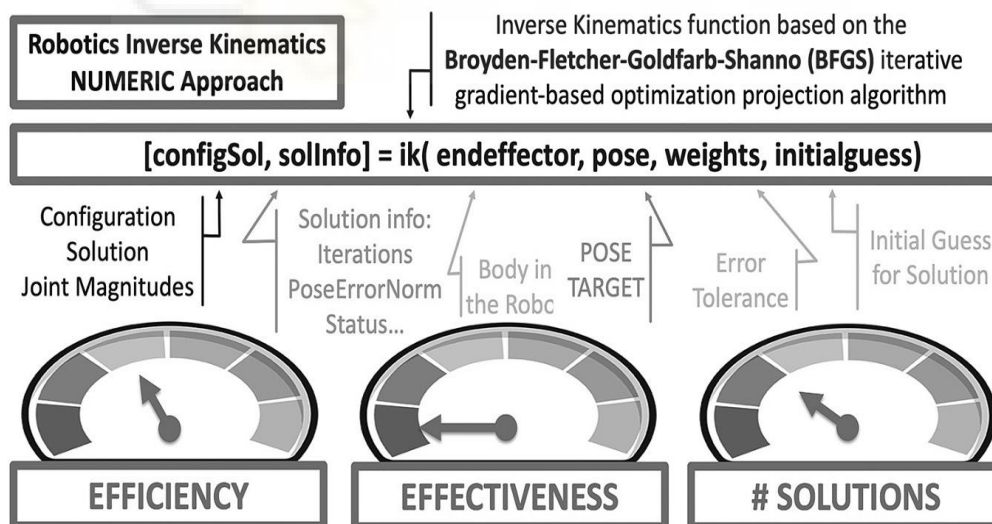 Robotics Inverse Kinematics
NUMERIC Approach
Inverse Kinematics function based on the
Broyden-Fletcher-Goldfarb-Shanno (BFGS) iterative
gradient-based optimization projection algorithm
[configSol, solInfo] = ik( endeffector, pose, weights, initialguess)
Configuration
Solution
Joint Magnitudes
Solution info:
Iterations
PoseErrorNorm
Status...
Body in
the Robo
POSE
TARGET
Error
Tolerance
Initial Guess
for Solution
EFFICIENCY
EFFECTIVENESS
# SOLUTIONS